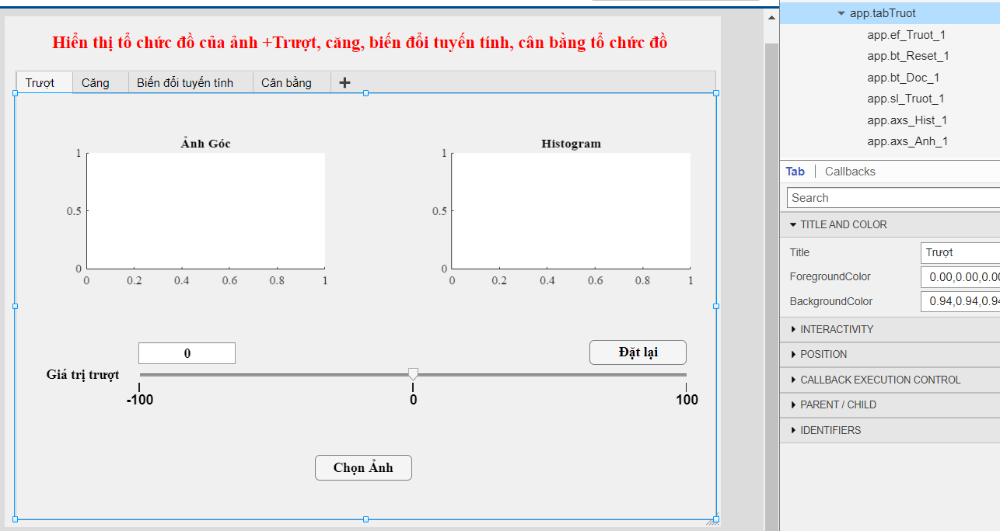 Hiển thị tổ chức đồ của ảnh +Trượt, căng, biến đổi tuyến tính, cân bằng tổ chức đồ
Trượt Căng Biến đổi tuyến tính Cân bằng +
Ảnh Góc
1
0.5
0
0 0.2 0.4 0.6 0.8 1
Histogram
1
0.5
0
0 0.2 0.4 0.6 0.8 1
0
Đặt lại
Giá trị trượt
-100 0 100
Chọn Ảnh
app.tabTruot
app.ef_Truot_1
app.bt_Reset_1
app.bt_Doc_1
app.sl_Truot_1
app.axs_Hist_1
app.axs_Anh_1
Tab Callbacks
Search
TITLE AND COLOR
Title Trượt
ForegroundColor 0.00,0.00,0.00
BackgroundColor 0.94,0.94,0.94
INTERACTIVITY
POSITION
CALLBACK EXECUTION CONTROL
PARENT / CHILD
IDENTIFIERS